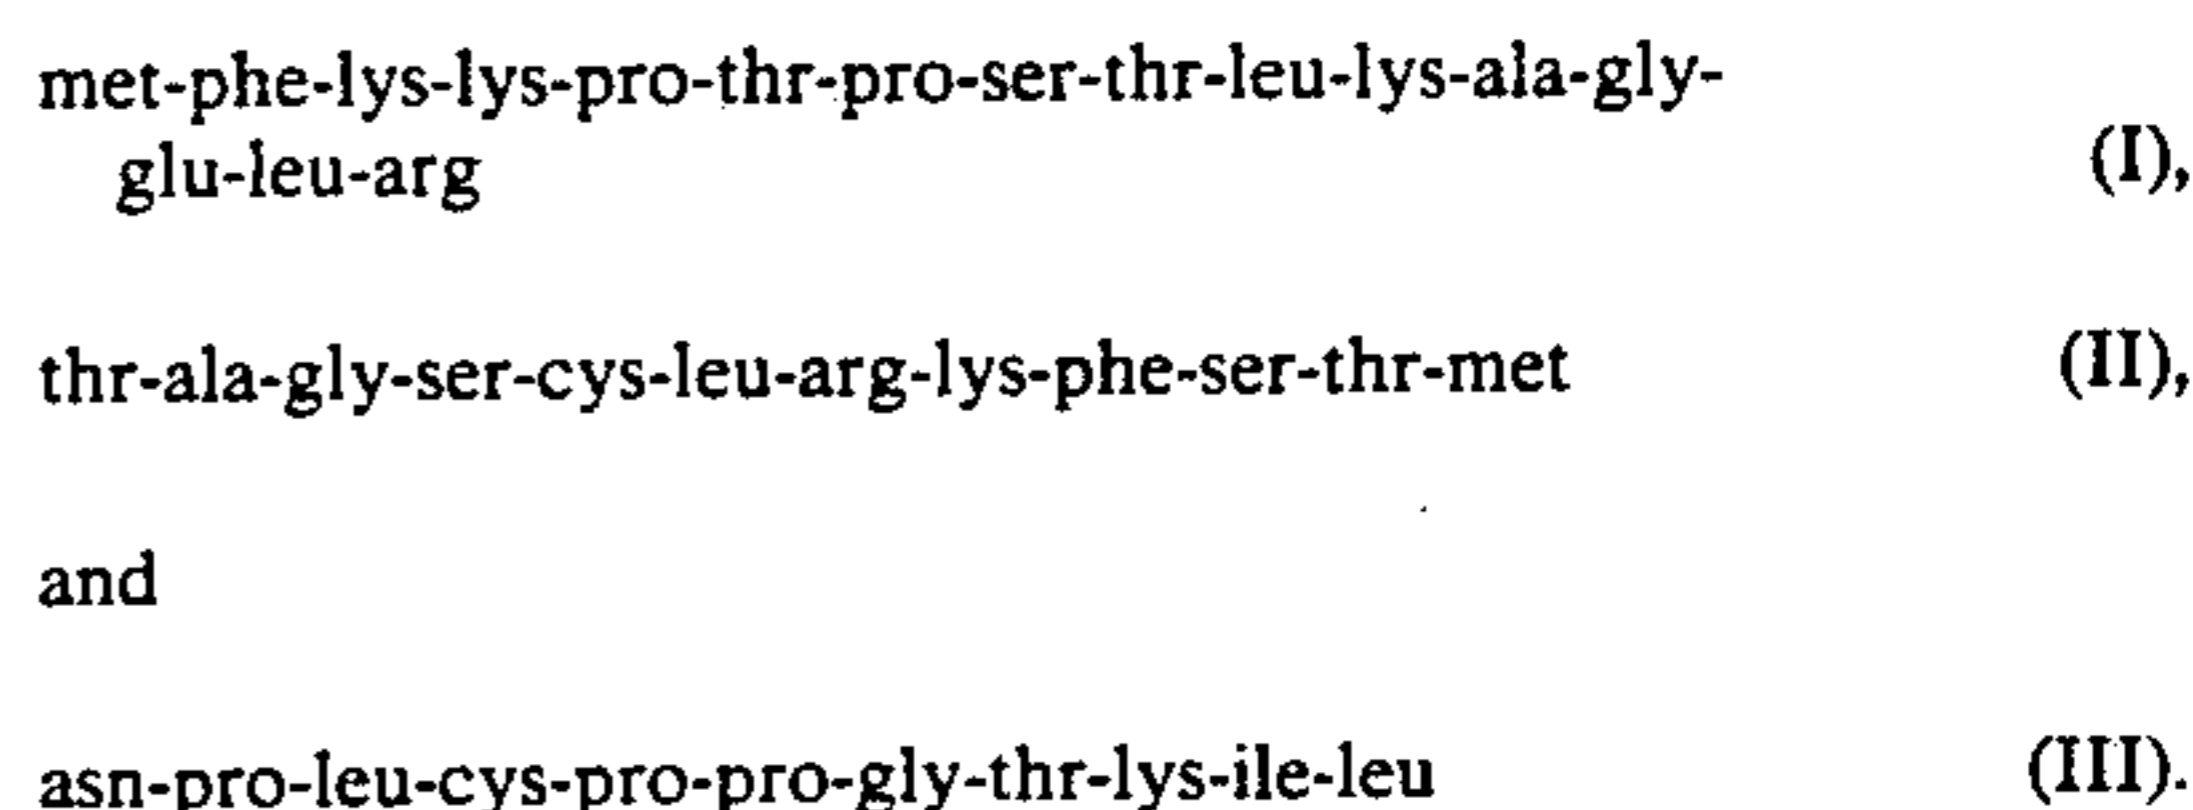 met-phe-lys-lys-pro-thr-pro-ser-thr-leu-lys-ala-gly-
glu-leu-arg (I),
thr-ala-gly-ser-cys-leu-arg-lys-phe-ser-thr-met (II),
and
asn-pro-leu-cys-pro-pro-gly-thr-lys-ile-leu (III).